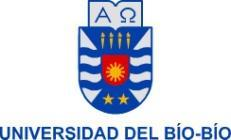 Α Ω
UNIVERSIDAD DEL BÍO-BÍO